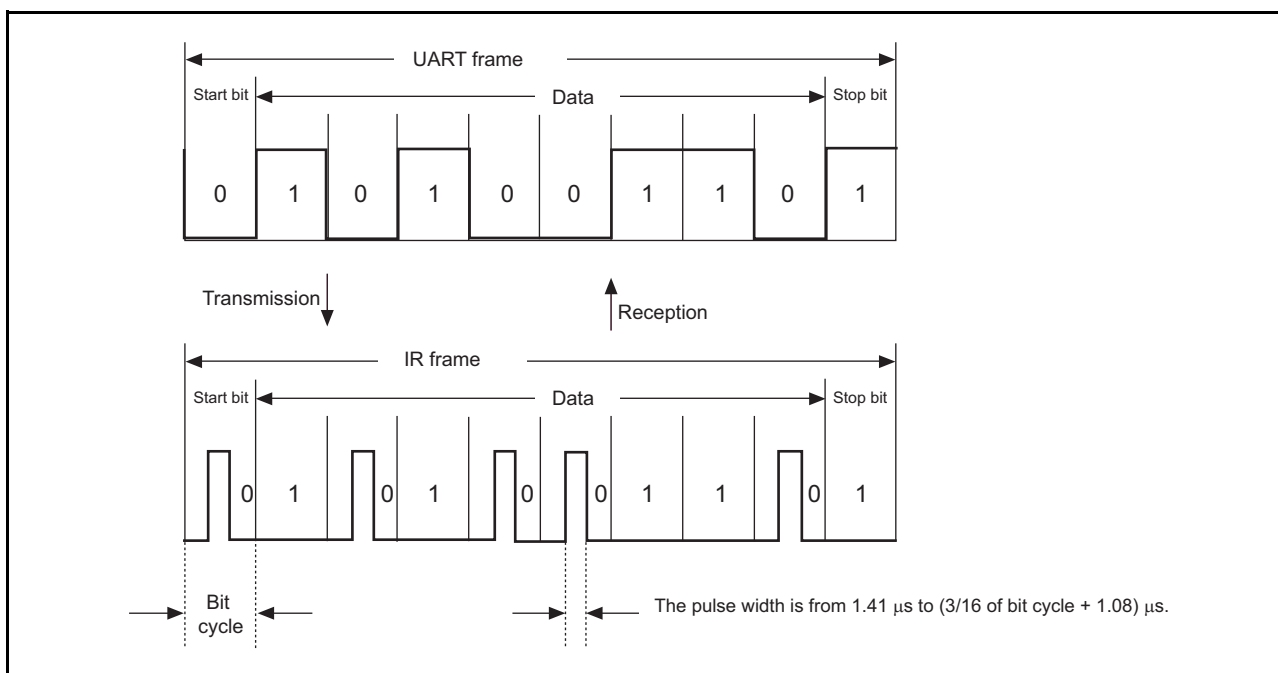 UART frame
Start bit Data Stop bit
0 1 0 1 0 0 1 1 0 1
Transmission
Reception
IR frame
Start bit Data Stop bit
0 1 0 1 0 0 1 1 0 1
Bit
cycle
The pulse width is from 1.41 μs to (3/16 of bit cycle + 1.08) μs.